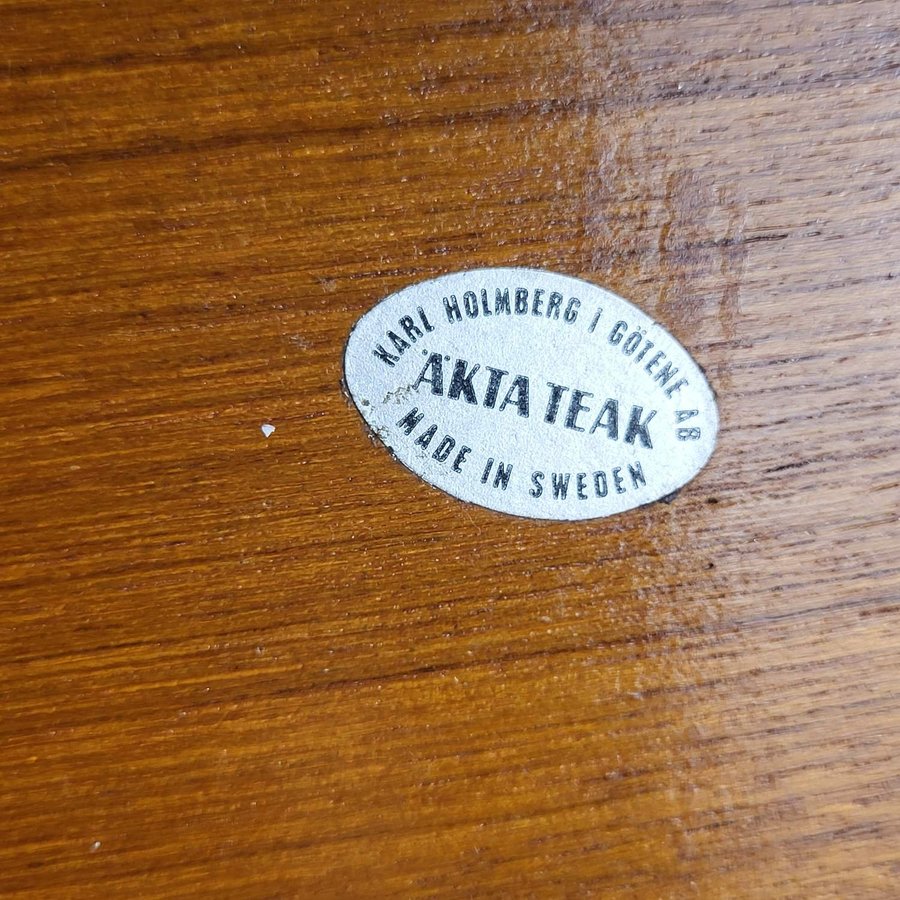 KARL HOLMBERG I GÖTENE AB
ÄKTA TEAK
MADE IN SWEDEN